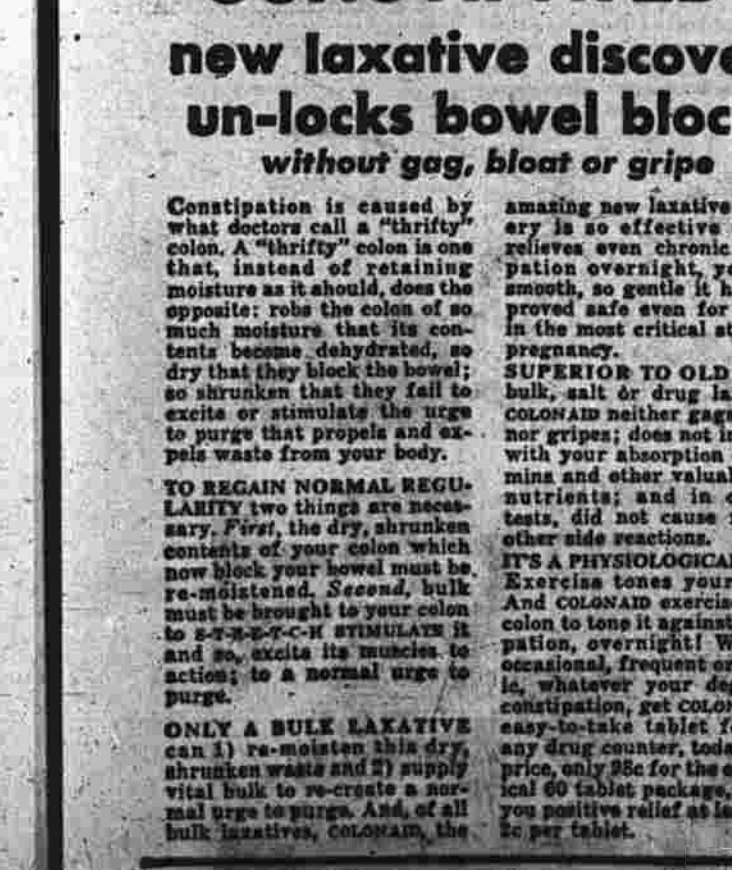 new laxative discove
un-locks bowel bloc
without gag, bloat or gripe
Constipation is caused by
what doctors call a "thrifty"
colon. A "thrifty" colon is one
that, instead of retaining
moisture as it should, does the
opposite: robs the colon of so
much moisture that its con-
tents become dehydrated, so
dry that they block the bowel;
so shrunken that they fail to
excite or stimulate the urge
to purge that propels and ex-
pels waste from your body.
TO REGAIN NORMAL REGU-
LARITY two things are neces-
sary. First, the dry, shrunken
contents of your colon which
now block your bowel must be
re-moistened. Second, bulk
must be brought to your colon
to S-T-R-E-T-C-H STIMULATE it
and so, excite its muscles to
action; to a normal urge to
purge.
ONLY A BULK LAXATIVE
can 1) re-moisten this dry,
shrunken waste and 2) supply
vital bulk to re-create a nor-
mal urge to purge. And, of all
bulk laxatives, COLONAID, the
amazing new laxative
ery is so effective
relieves even chronic
pation overnight, ye
smooth, so gentle it h
proved safe even for
in the most critical st
pregnancy.
SUPERIOR TO OLD
bulk, salt or drug la
COLONAID neither gags
nor gripes; does not in
with your absorption
mins and other valual
nutrients; and in c
tests, did not cause
other side reactions.
IT'S A PHYSIOLOGICAL
Exercise tones your
And COLONAID exercise
colon to tone it against
pation, overnight! W
occasional, frequent or
ic, whatever your deg
constipation, get COLON
easy-to-take tablet f
any drug counter, toda
price, only 98c for the e
ical 60 tablet package,
you positive relief at le
2c per tablet.